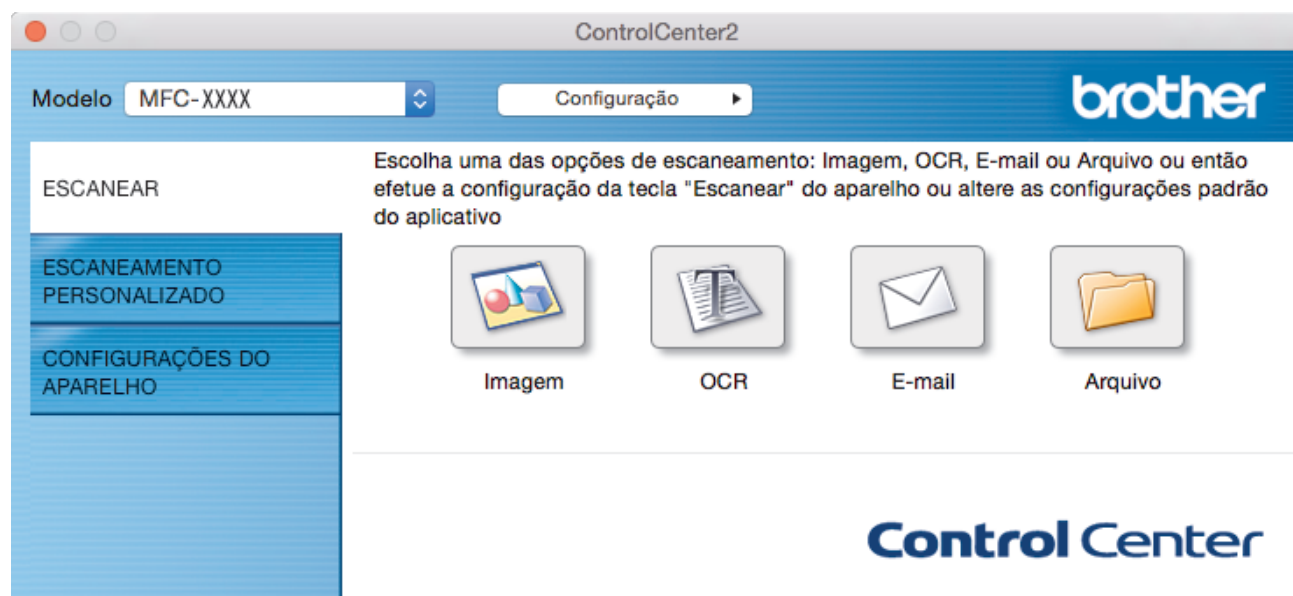 ControlCenter2
Modelo MFC-XXXX Configuração brother
ESCANEAR
Escolha uma das opções de escaneamento: Imagem, OCR, E-mail ou Arquivo ou então
efetue a configuração da tecla "Escanear" do aparelho ou altere as configurações padrão
do aplicativo
ESCANEAMENTO
PERSONALIZADO
CONFIGURAÇÕES DO
APARELHO
Imagem OCR E-mail Arquivo
Control Center